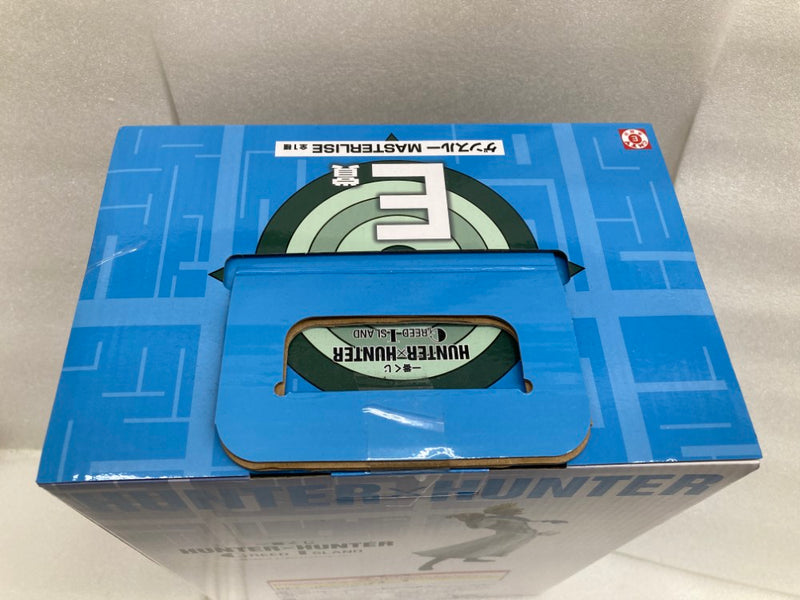 ゲンスルー MASTERLISE 全1種
E賞
一番くじ
HUNTER×HUNTER
GREED ISLAND
HUNTER×HUNTER
HUNTER×HUNTER
GREED ISLAND